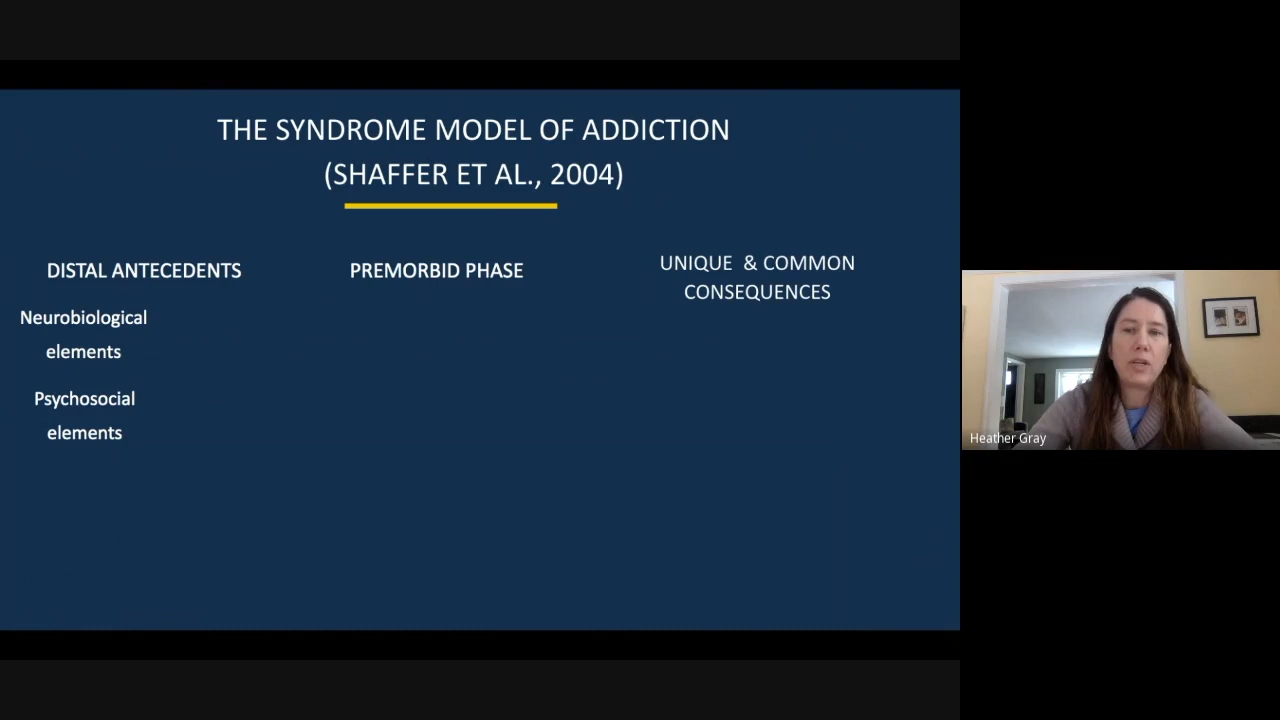 THE SYNDROME MODEL OF ADDICTION
(SHAFFER ET AL., 2004)
DISTAL ANTECEDENTS
Neurobiological
elements
Psychosocial
elements
PREMORBID PHASE
UNIQUE & COMMON
CONSEQUENCES
Heather Gray